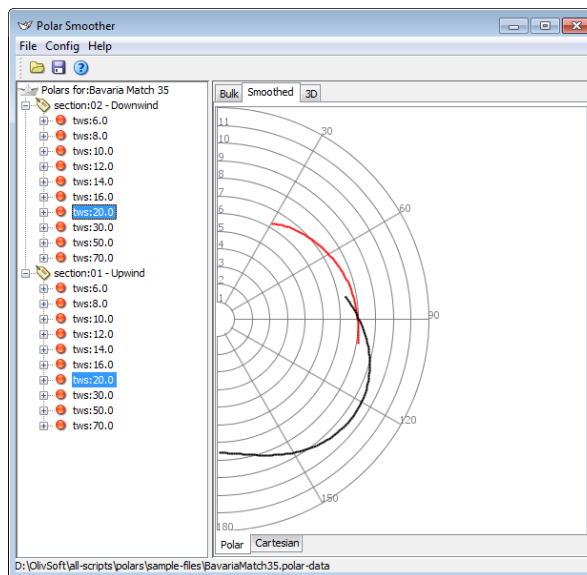 Polar Smoother
File Config Help
Polars for:Bavaria Match 35
section:02 - Downwind
tws:6.0
tws:8.0
tws:10.0
tws:12.0
tws:14.0
tws:16.0
tws:20.0
tws:30.0
tws:50.0
tws:70.0
section:01 - Upwind
tws:6.0
tws:8.0
tws:10.0
tws:12.0
tws:14.0
tws:16.0
tws:20.0
tws:30.0
tws:50.0
tws:70.0
Bulk Smoothed 3D
11
10
9
8
7
6
5
4
3
2
1
30
60
90
120
150
180
Polar Cartesian
D:\OlivSoft\all-scripts\polars\sample-files\BavariaMatch35.polar-data